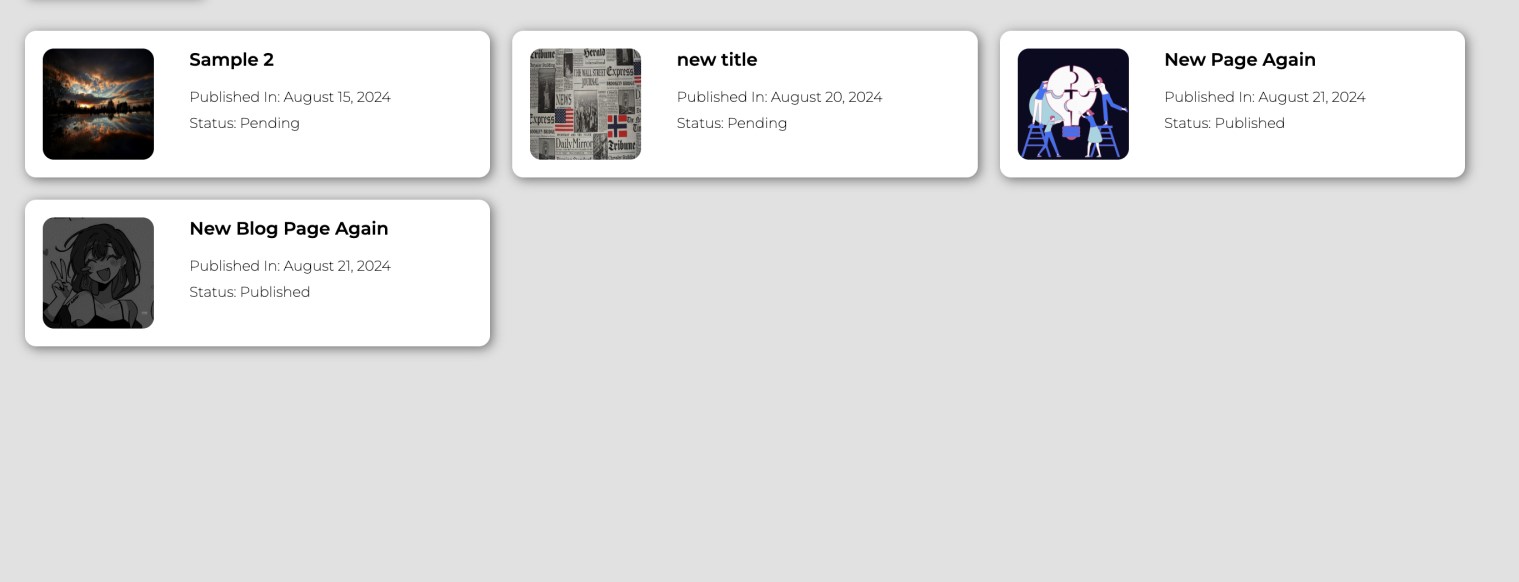 Sample 2
Published In: August 15, 2024
Status: Pending
Tribune
Herald
THE WALL STREET
JOURNAL
Express
NEWS
Express
Daily Mirror
Tribune
new title
Published In: August 20, 2024
Status: Pending
New Page Again
Published In: August 21, 2024
Status: Published
New Blog Page Again
Published In: August 21, 2024
Status: Published